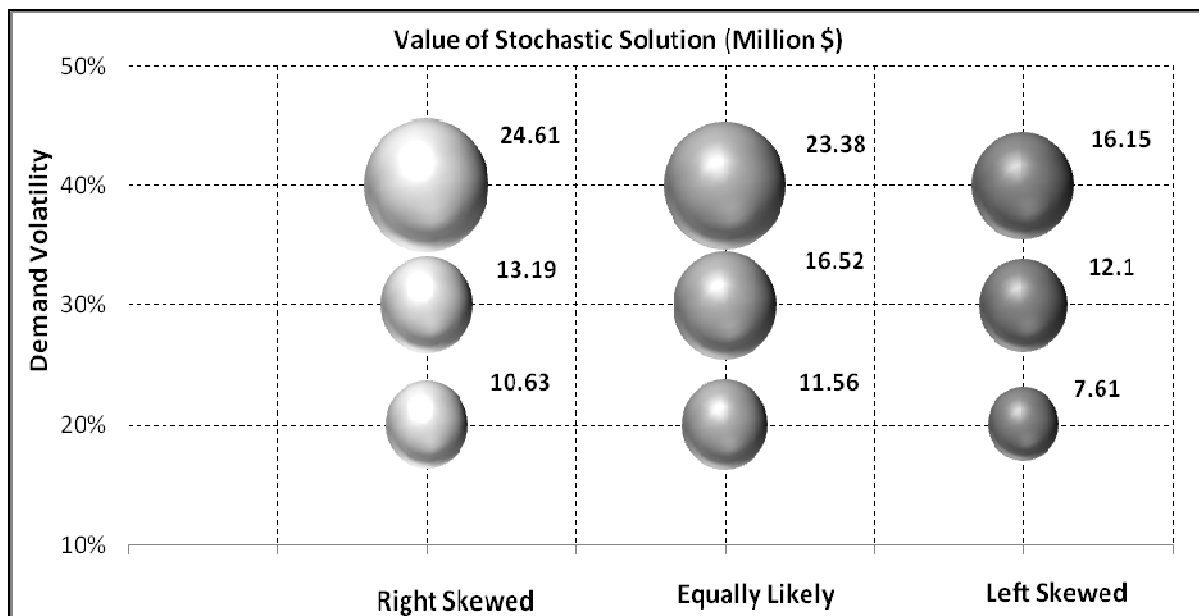 Value of Stochastic Solution (Million $)
50%
40%
30%
20%
10%
Demand Volatility
24.61
23.38
16.15
13.19
16.52
12.1
10.63
11.56
7.61
Right Skewed
Equally Likely
Left Skewed